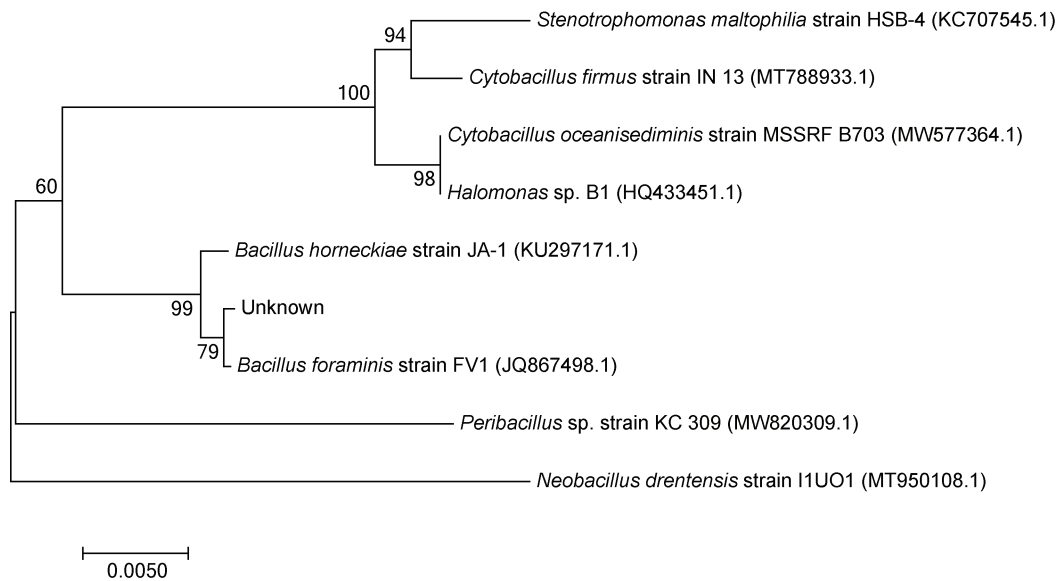 Stenotrophomonas maltophilia strain HSB-4 (KC707545.1)
94
Cytobacillus firmus strain IN 13 (MT788933.1)
100
Cytobacillus oceanisediminis strain MSSRF B703 (MW577364.1)
98
Halomonas sp. B1 (HQ433451.1)
60
Bacillus horneckiae strain JA-1 (KU297171.1)
99
Unknown
79
Bacillus foraminis strain FV1 (JQ867498.1)
Peribacillus sp. strain KC 309 (MW820309.1)
Neobacillus drentensis strain I1UO1 (MT950108.1)
0.0050